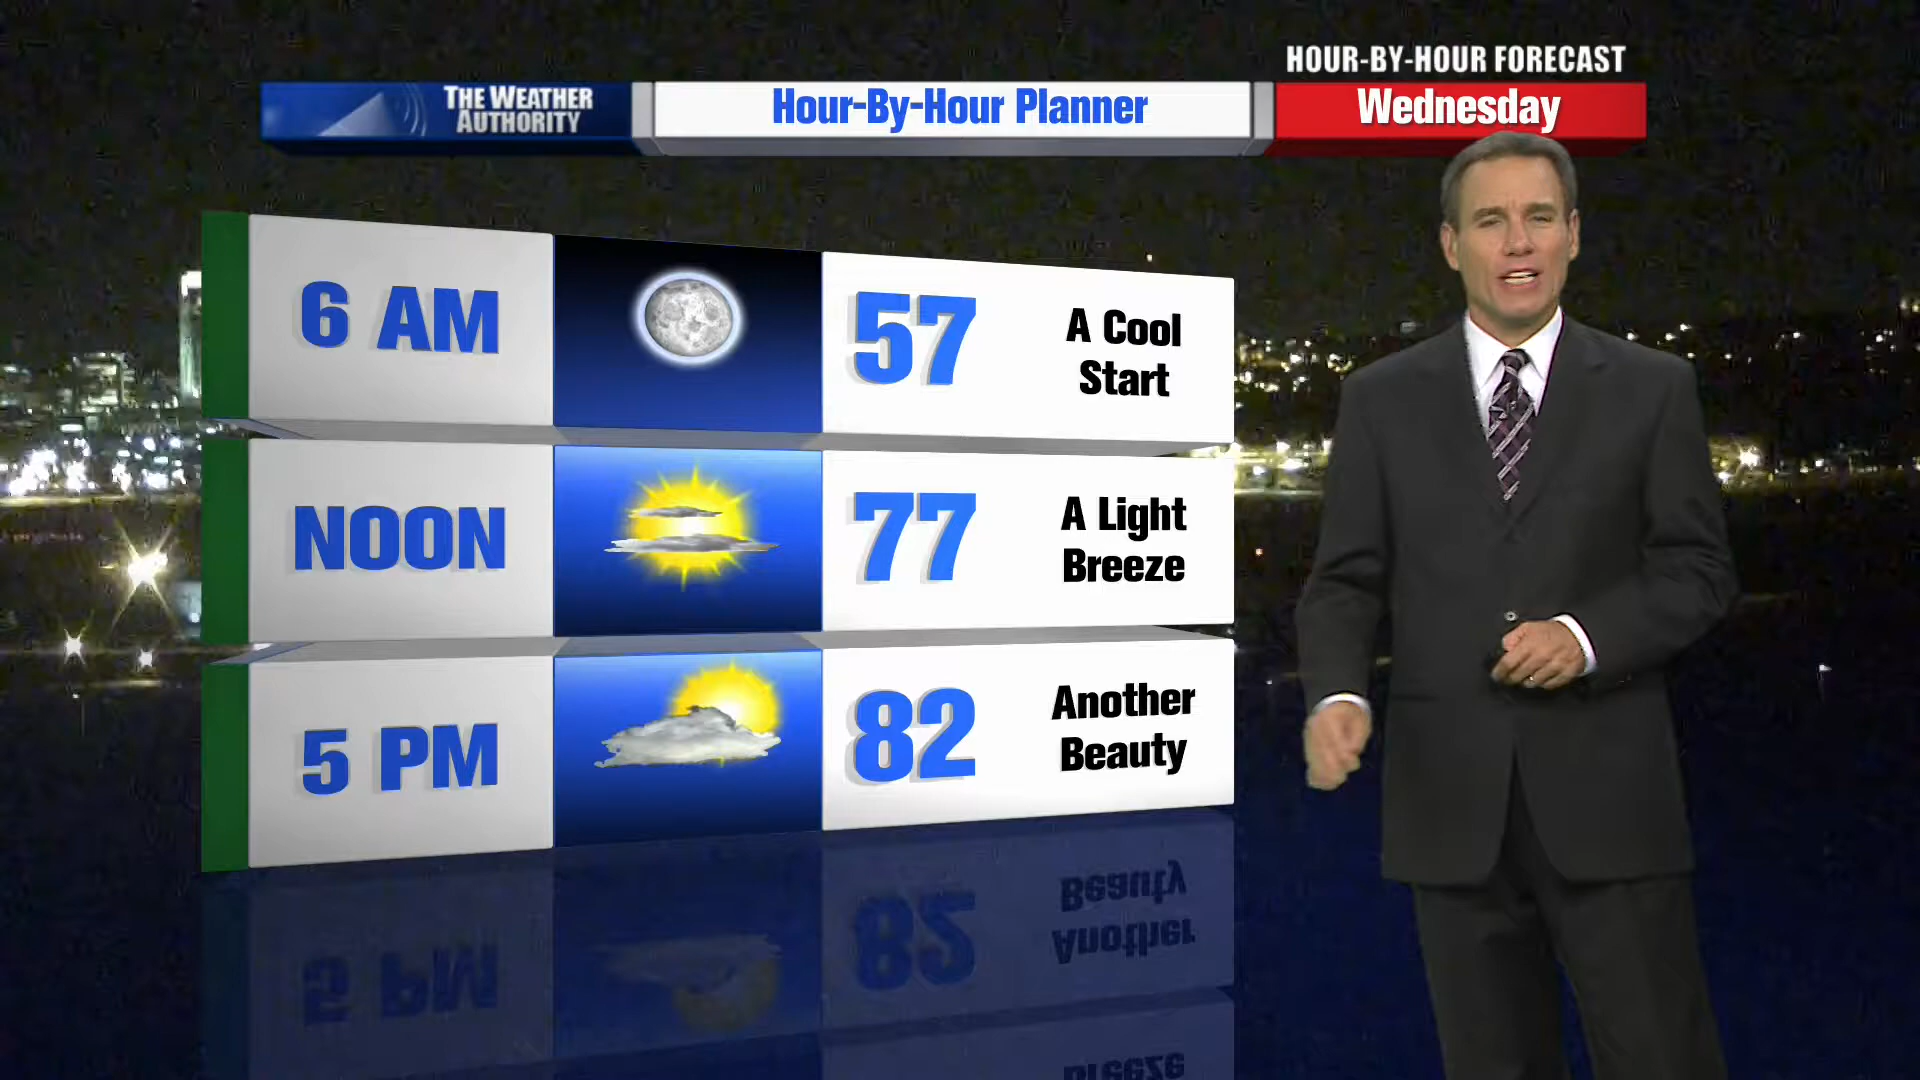 HOUR-BY-HOUR FORECAST
THE WEATHER
AUTHORITY
Hour-By-Hour Planner
Wednesday
6 AM
57
A Cool
Start
NOON
77
A Light
Breeze
5 PM
82
Another
Beauty